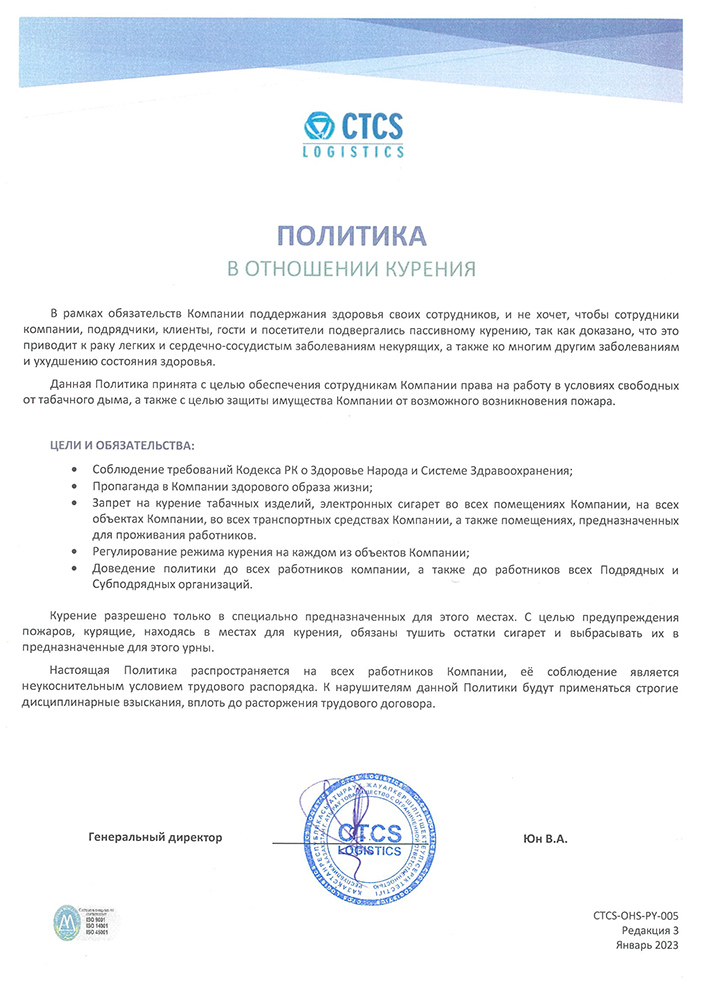 CTCS
LOGISTICS
ПОЛИТИКА
В ОТНОШЕНИИ КУРЕНИЯ
В рамках обязательств Компании поддержания здоровья своих сотрудников, и не хочет, чтобы сотрудники
компании, подрядчики, клиенты, гости и посетители подвергались пассивному курению, так как доказано, что это
приводит к раку легких и сердечно-сосудистым заболеваниям некурящих, а также ко многим другим заболеваниям
и ухудшению состояния здоровья.
Данная Политика принята с целью обеспечения сотрудникам Компании права на работу в условиях свободных
от табачного дыма, а также с целью защиты имущества Компании от возможного возникновения пожара.
ЦЕЛИ И ОБЯЗАТЕЛЬСТВА:
• Соблюдение требований Кодекса РК о Здоровье Народа и Системе Здравоохранения;
• Пропаганда в Компании здорового образа жизни;
• Запрет на курение табачных изделий, электронных сигарет во всех помещениях Компании, на всех
объектах Компании, во всех транспортных средствах Компании, а также помещениях, предназначенных
для проживания работников.
• Регулирование режима курения на каждом из объектов Компании;
• Доведение политики до всех работников компании, а также до работников всех Подрядных и
Субподрядных организаций.
Курение разрешено только в специально предназначенных для этого местах. С целью предупреждения
пожаров, курящие, находясь в местах для курения, обязаны тушить остатки сигарет и выбрасывать их в
предназначенные для этого урны.
Настоящая Политика распространяется на всех работников Компании, её соблюдение является
неукоснительным условием трудового распорядка. К нарушителям данной Политики будут применяться строгие
дисциплинарные взыскания, вплоть до расторжения трудового договора.
Генеральный директор
CTCS
LOGISTICS
Юн В.А.
ISO 9001
ISO 14001
ISO 45001
CTCS-OHS-PY-005
Редакция 3
Январь 2023